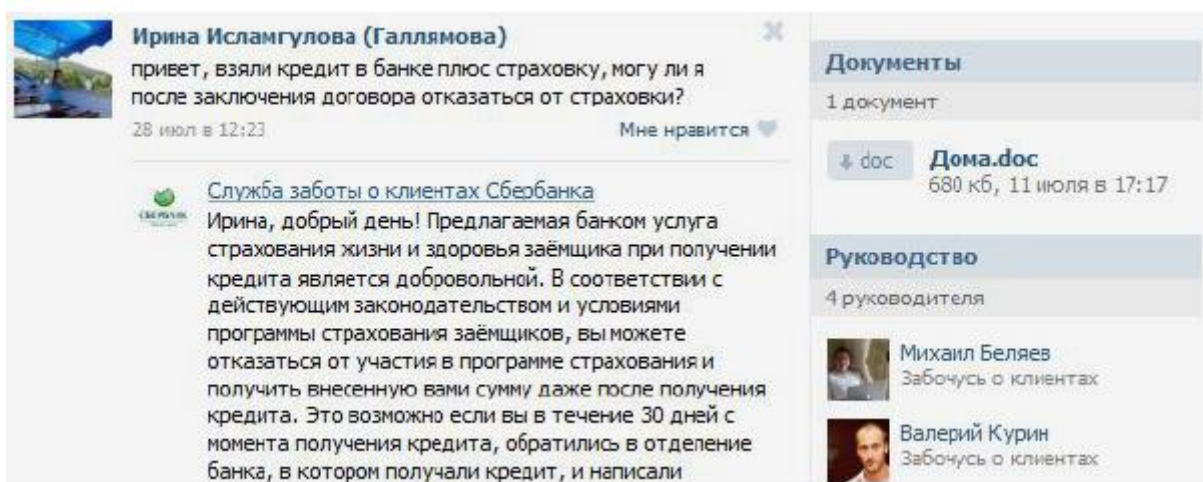 Ирина Исламгулова (Галлямова)
привет, взяли кредит в банке плюс страховку, могу ли я
после заключения договора отказаться от страховки?
28 июл в 12:23
Мне нравится
Служба заботы о клиентах Сбербанка
СБЕРБАНК
Ирина, добрый день! Предлагаемая банком услуга
страхования жизни и здоровья заёмщика при получении
кредита является добровольной. В соответствии с
действующим законодательством и условиями
программы страхования заёмщиков, вы можете
отказаться от участия в программе страхования и
получить внесенную вами сумму даже после получения
кредита. Это возможно если вы в течение 30 дней с
момента получения кредита, обратились в отделение
банка, в котором получали кредит, и написали
Документы
1 документ
doc
Дома.doc
680 кб, 11 июля в 17:17
Руководство
4 руководителя
Михаил Беляев
Забочусь о клиентах
Валерий Курин
Забочусь о клиентах